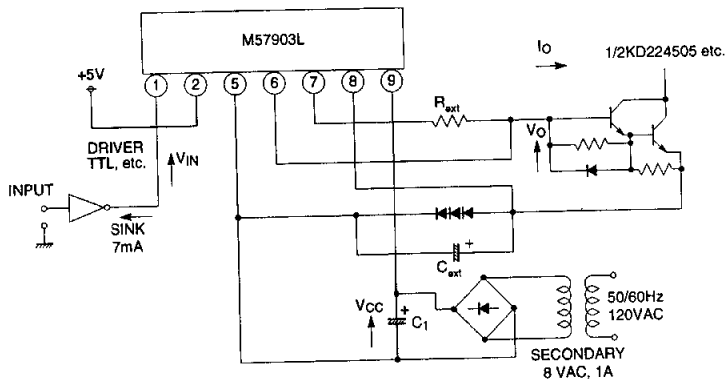 M57903L
1/2KD224505 etc.
IO
+5V
1
2
5
6
7
8
9
Rext
VO
DRIVER
TTL, etc.
VIN
INPUT
SINK
7mA
+
Cext
VCC
+
C1
50/60Hz
120VAC
SECONDARY
8 VAC, 1A